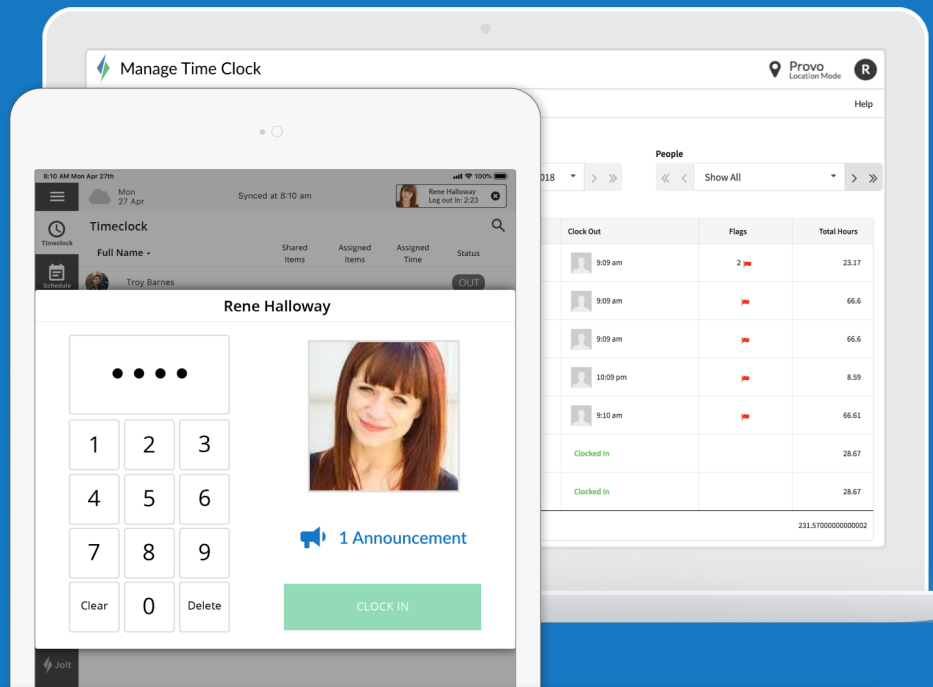 Manage Time Clock
Provo
Location Mode
R
Help
People
018
Show All
Clock Out Flags Total Hours
9:09 am 2 23.17
9:09 am 66.6
9:09 am 66.6
10:09 pm 8.59
9:10 am 66.61
Clocked In 28.67
Clocked In 28.67
231.57000000000002
8:10 AM Mon Apr 27th 100%
Mon
27 Apr
Synced at 8:10 am
Rene Halloway
Log out in: 2:23
Timeclock
Timeclock
Full Name
Shared
Items
Assigned
Items
Assigned
Time
Status
Schedule
Troy Barnes OUT
Rene Halloway
1 2 3
4 5 6
7 8 9
Clear 0 Delete
1 Announcement
CLOCK IN
Jolt